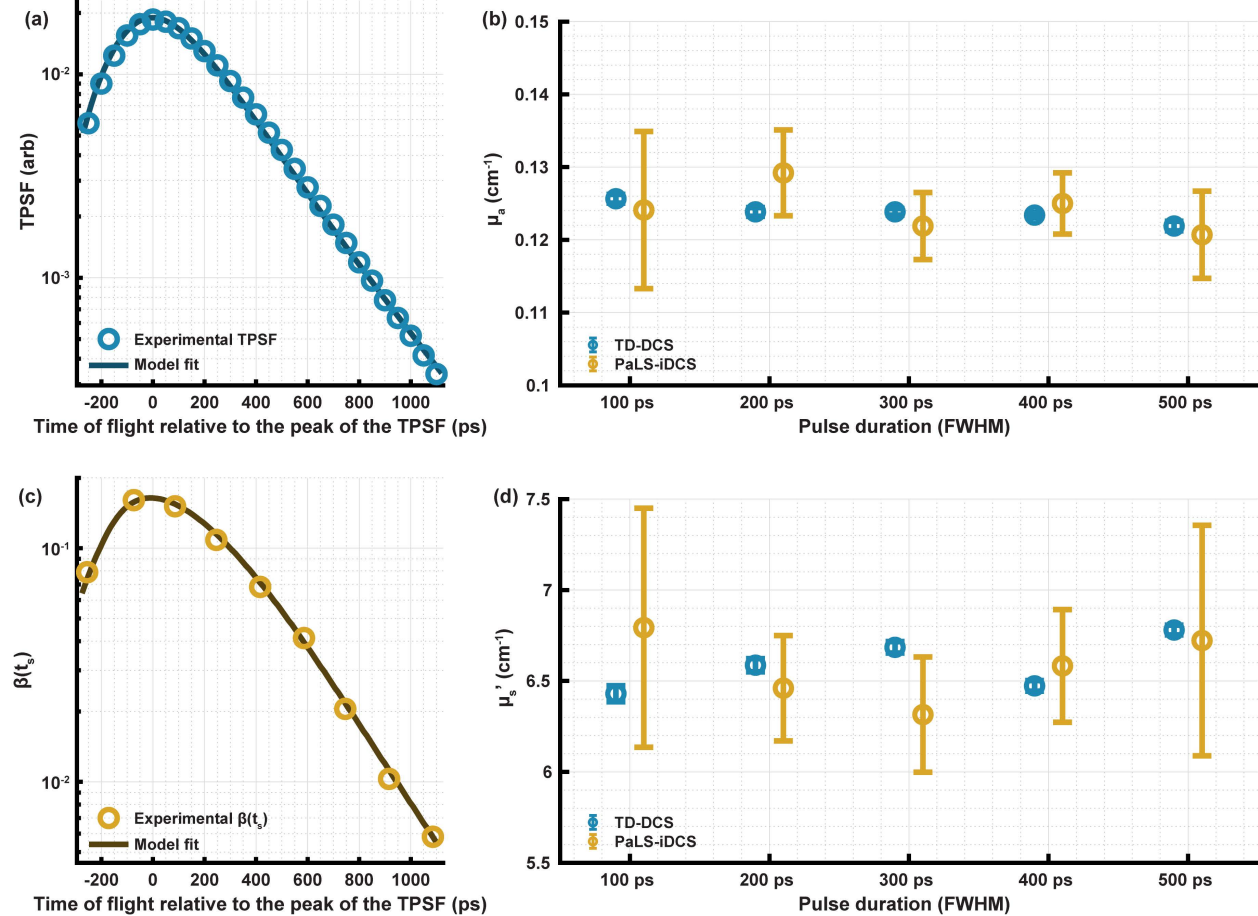 (a)
TPSF (arb)
10⁻²
10⁻³
Experimental TPSF
Model fit
-200 0 200 400 600 800 1000
Time of flight relative to the peak of the TPSF (ps)
(b)
μₐ (cm⁻¹)
0.15
0.14
0.13
0.12
0.11
0.1
TD-DCS
PaLS-iDCS
100 ps 200 ps 300 ps 400 ps 500 ps
Pulse duration (FWHM)
(c)
β(tₛ)
10⁻¹
10⁻²
Experimental β(tₛ)
Model fit
-200 0 200 400 600 800 1000
Time of flight relative to the peak of the TPSF (ps)
(d)
μₛ’ (cm⁻¹)
7.5
7
6.5
6
5.5
TD-DCS
PaLS-iDCS
100 ps 200 ps 300 ps 400 ps 500 ps
Pulse duration (FWHM)